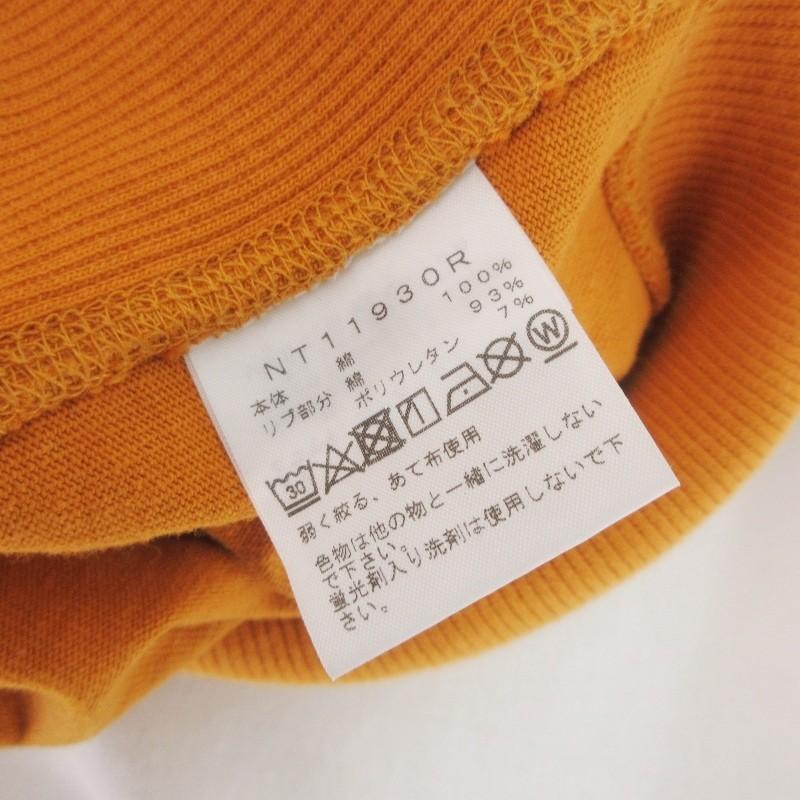 NT11930R
本体 綿 100%
リブ部分 綿 93%
ポリウレタン 7%
30 W
弱く絞る、あて布使用
色物は他の物と一緒に洗濯しない
で下さい。
蛍光剤入り洗剤は使用しないで下
さい。